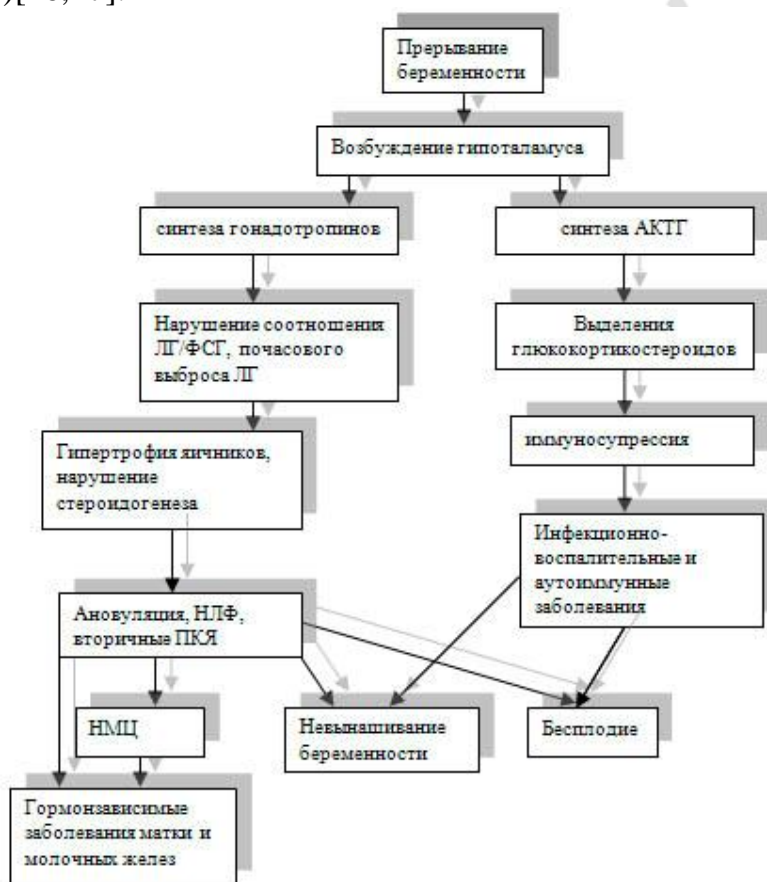 Прерывание
беременности
Возбуждение гипоталамуса
синтеза гонадотропинов
синтеза АКТГ
Нарушение соотношения
ЛГ/ФСГ, почасового
выброса ЛГ
Выделения
глюкокортикостероидов
Гипертрофия яичников,
нарушение
стероидогенеза
иммуносупрессия
Инфекционно-
воспалительные и
аутоиммунные
заболевания
Ановуляция, НЛФ,
вторичные ПКЯ
НМЦ
Невынашивание
беременности
Бесплодие
Гормонзависимые
заболевания матки и
молочных желез